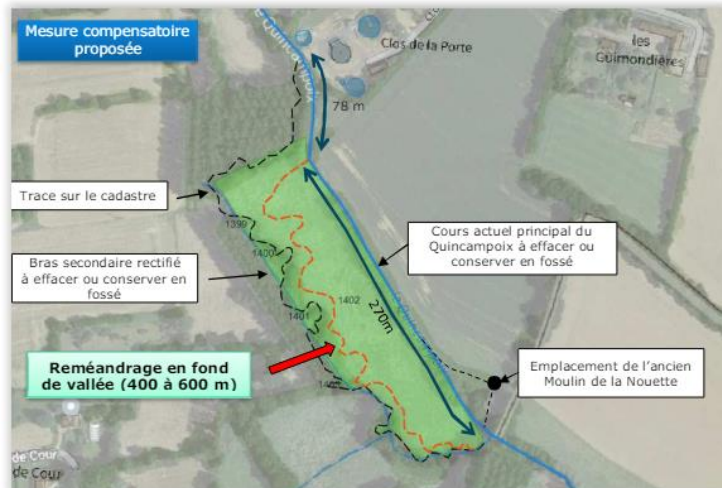 Mesure compensatoire
proposée
Quincampoix
Clos de la Porte
les
Guimondières
78 m
Trace sur le cadastre
1399
1400
Bras secondaire rectifié
à effacer ou conserver en
fossé
1401
1402
270m
Cours actuel principal du
Quincampoix à effacer ou
conserver en fossé
Reméandrage en fond
de vallée (400 à 600 m)
Emplacement de l'ancien
Moulin de la Nouette
de Cour
de Cour